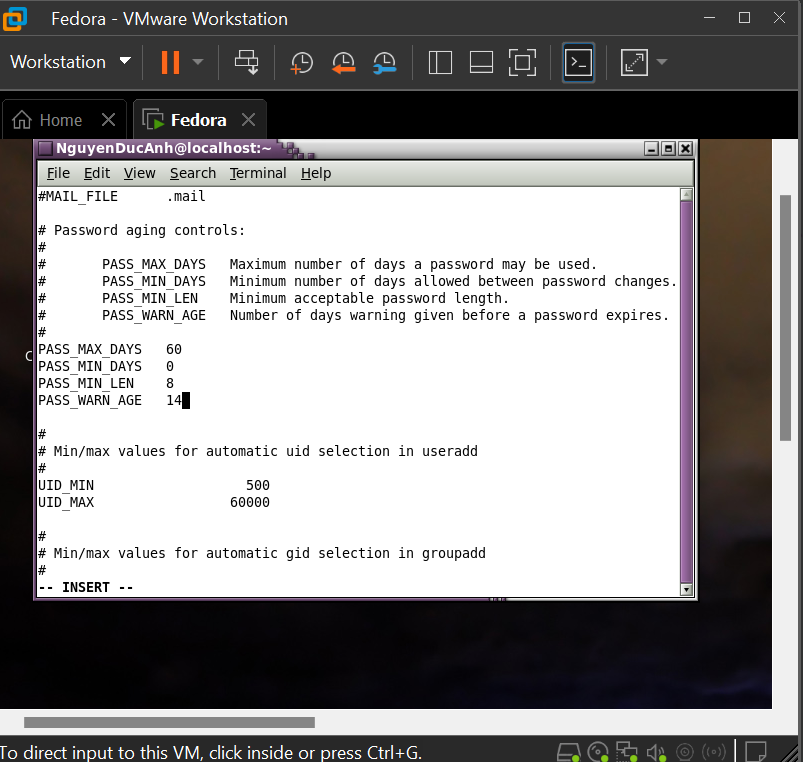 Fedora - VMware Workstation
Workstation
Home
Fedora
NguyenDucAnh@localhost:~
File Edit View Search Terminal Help
#MAIL_FILE      .mail
# Password aging controls:
#
#       PASS_MAX_DAYS   Maximum number of days a password may be used.
#       PASS_MIN_DAYS   Minimum number of days allowed between password changes.
#       PASS_MIN_LEN    Minimum acceptable password length.
#       PASS_WARN_AGE   Number of days warning given before a password expires.
#
PASS_MAX_DAYS   60
PASS_MIN_DAYS   0
PASS_MIN_LEN    8
PASS_WARN_AGE   14
#
# Min/max values for automatic uid selection in useradd
#
UID_MIN                   500
UID_MAX                 60000
#
# Min/max values for automatic gid selection in groupadd
#
-- INSERT --
To direct input to this VM, click inside or press Ctrl+G.